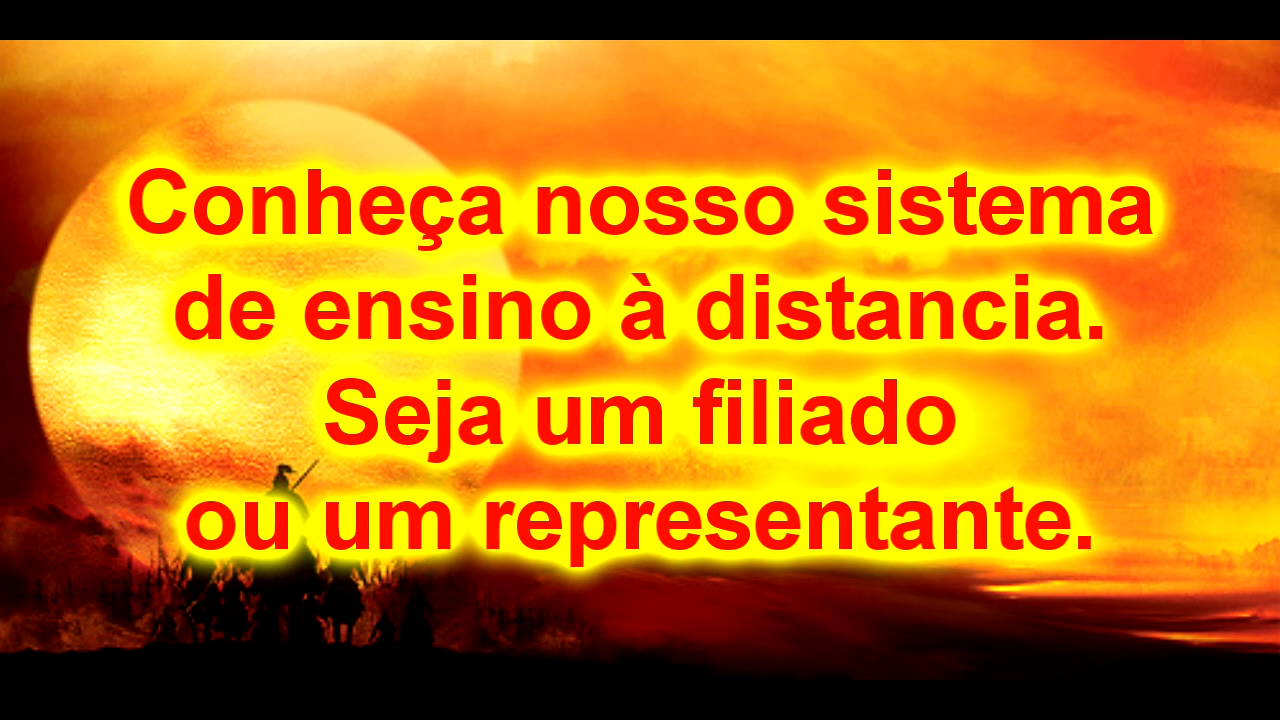 Conheça nosso sistema
de ensino à distancia.
Seja um filiado
ou um representante.